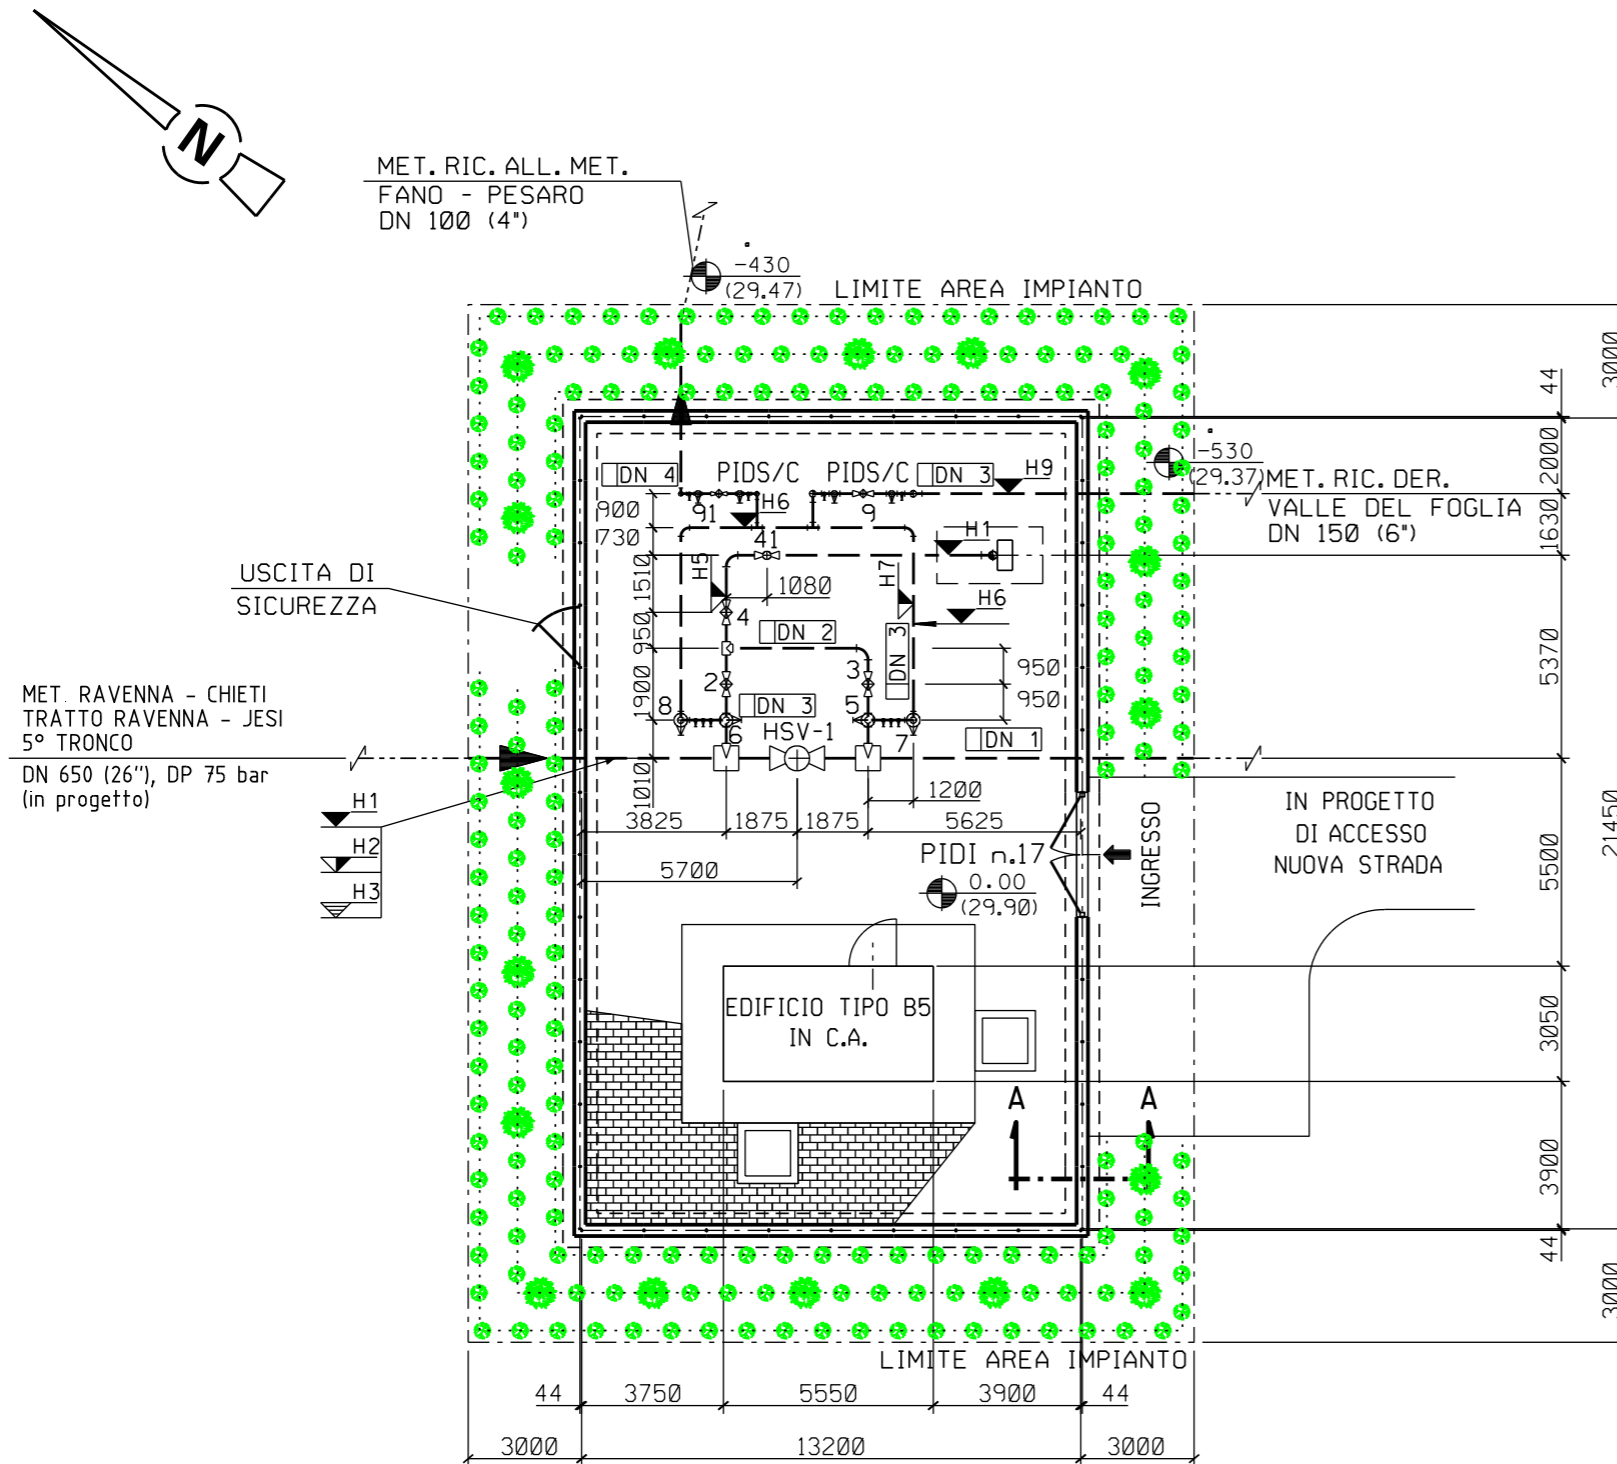 N
MET. RIC. ALL. MET.
FANO - PESARO
DN 100 (4")
-430
(29.47)
LIMITE AREA IMPIANTO
3000
44
DN 4
PIDS/C
PIDS/C
DN 3
H9
-530
(29.37)
MET. RIC. DER.
VALLE DEL FOGLIA
DN 150 (6")
2000
1630
900
730
91
H6
9
41
H1
1510
H5
1080
H7
H6
USCITA DI
SICUREZZA
4
950
DN 2
DN 3
3
950
1900
2
950
5370
8
DN 3
5
6
HSV-1
7
DN 1
MET. RAVENNA - CHIETI
TRATTO RAVENNA - JESI
5° TRONCO
DN 650 (26"), DP 75 bar
(in progetto)
1010
1200
H1
H2
H3
3825
1875
1875
5625
5700
PIDI n.17
0.00
(29.90)
INGRESSO
IN PROGETTO
DI ACCESSO
NUOVA STRADA
5500
21450
EDIFICIO TIPO B5
IN C.A.
3050
A
A
3900
44
3000
LIMITE AREA IMPIANTO
44
3750
5550
3900
44
3000
13200
3000